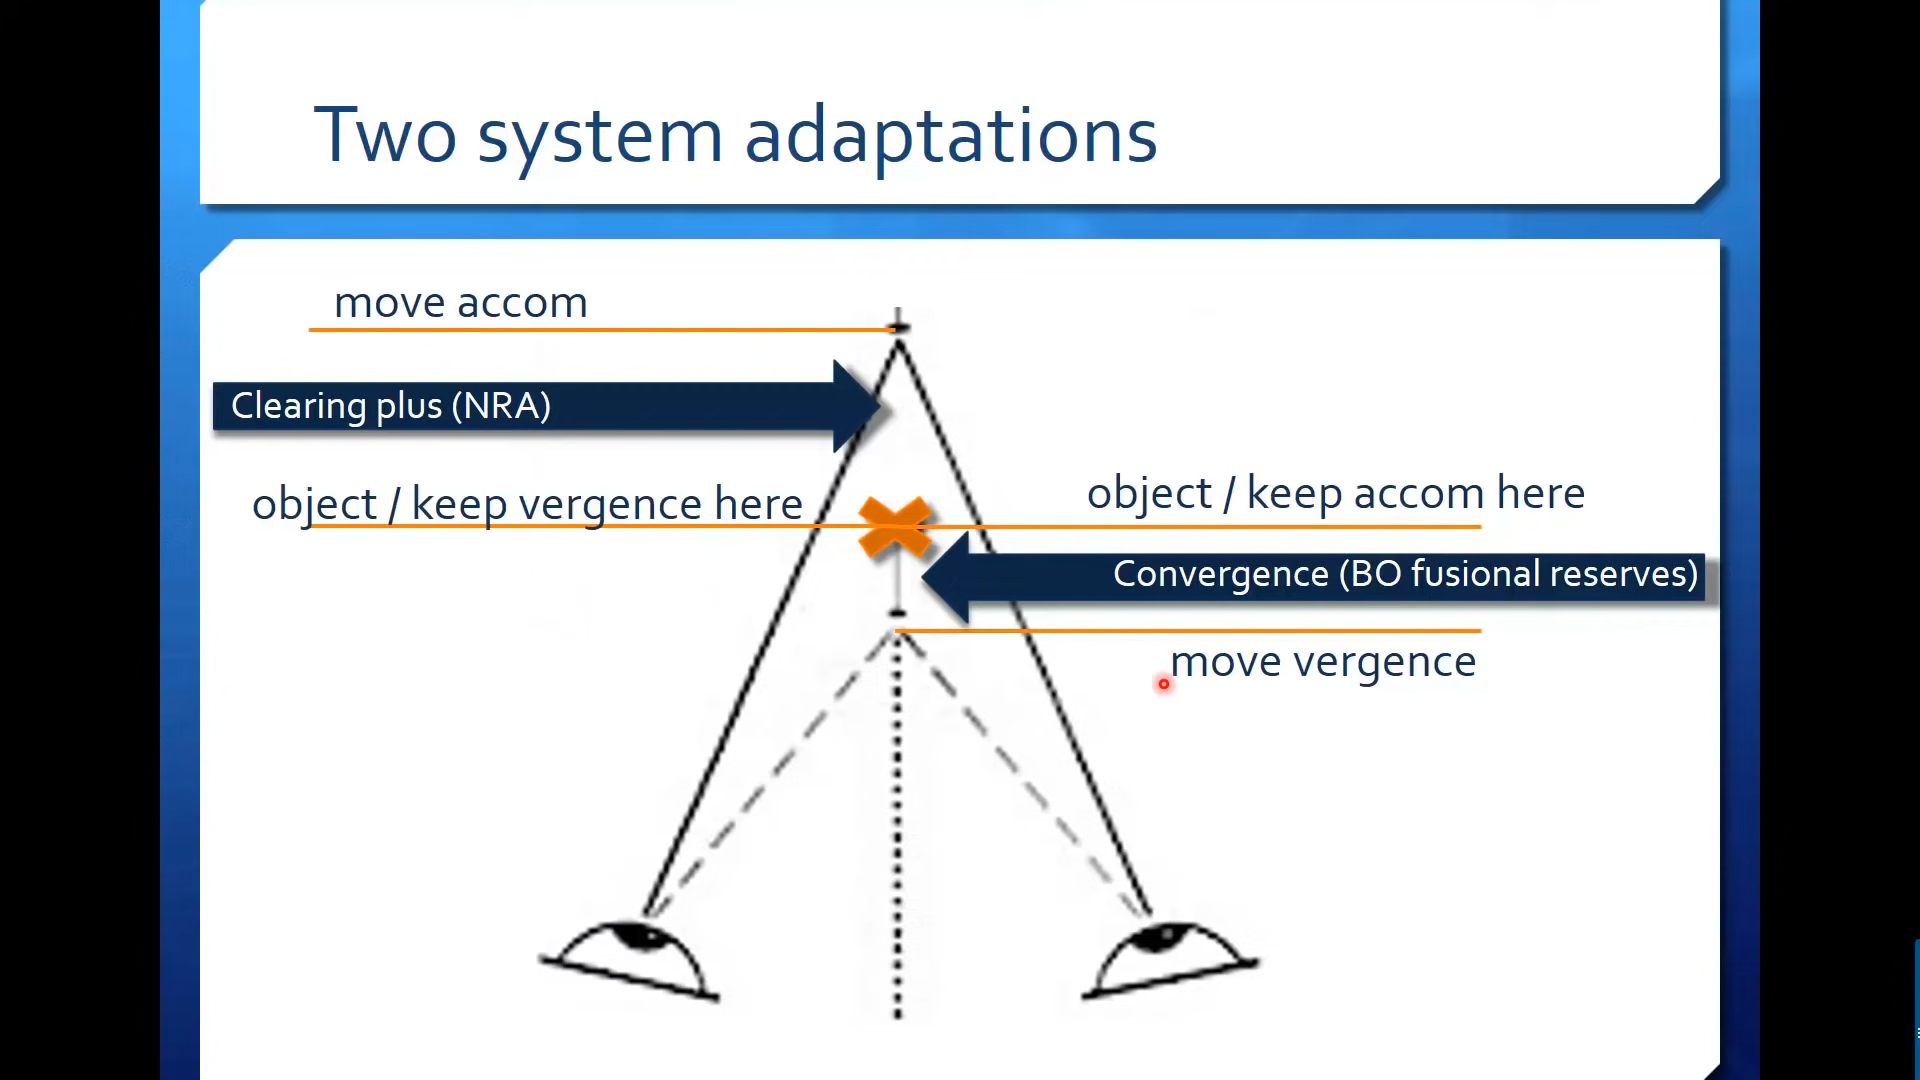 Two system adaptations
move accom
Clearing plus (NRA)
object / keep vergence here
object / keep accom here
Convergence (BO fusional reserves)
move vergence